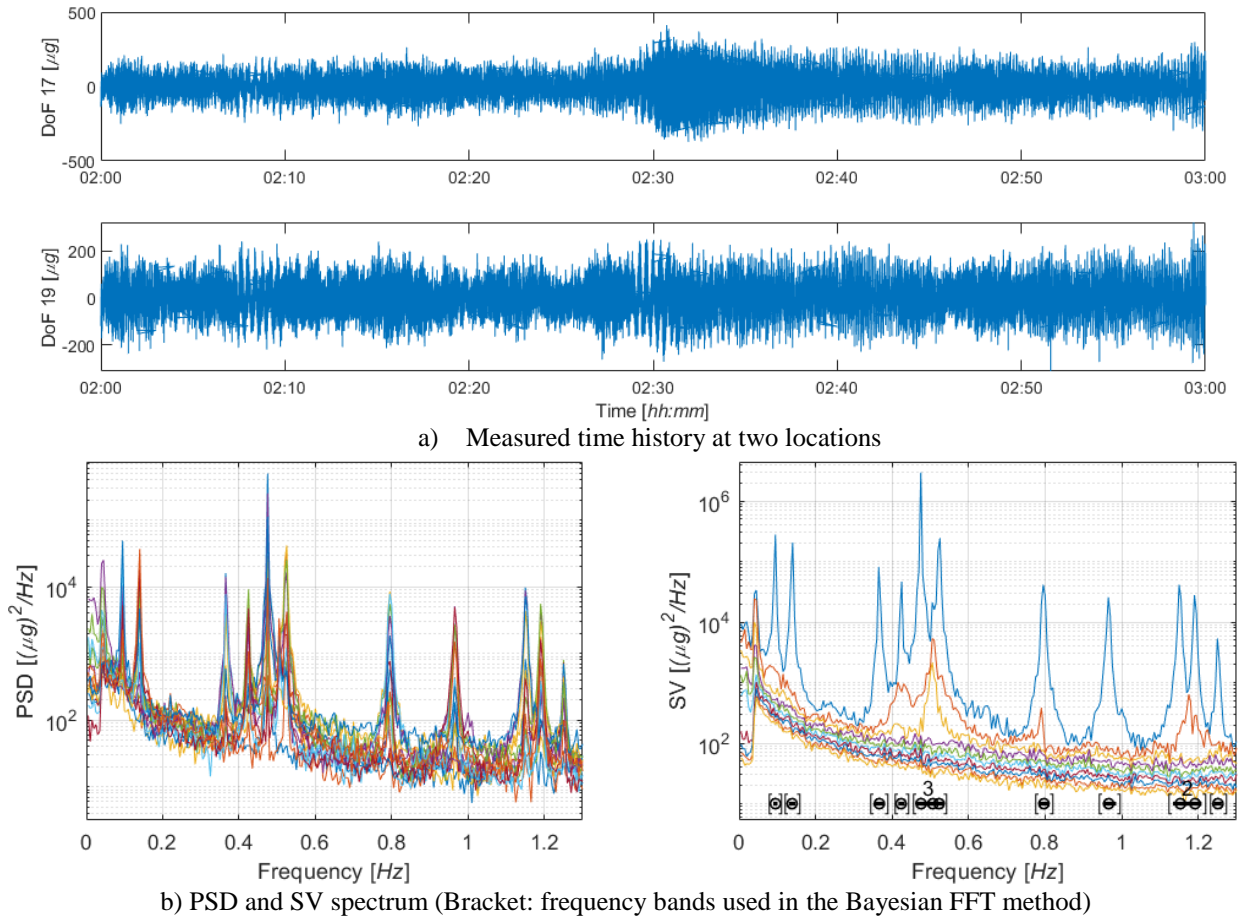 500
0
-500
DoF 17 [μg]
02:00 02:10 02:20 02:30 02:40 02:50 03:00
200
0
-200
DoF 19 [μg]
02:00 02:10 02:20 02:30 02:40 02:50 03:00
Time [hh:mm]
a) Measured time history at two locations
10^4
10^2
PSD [(μg)^2/Hz]
0 0.2 0.4 0.6 0.8 1 1.2
Frequency [Hz]
10^6
10^4
10^2
SV [(μg)^2/Hz]
3
2
0 0.2 0.4 0.6 0.8 1 1.2
Frequency [Hz]
b) PSD and SV spectrum (Bracket: frequency bands used in the Bayesian FFT method)